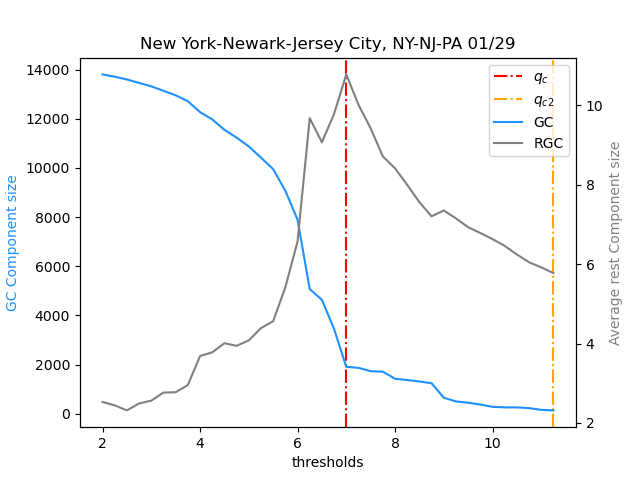 New York-Newark-Jersey City, NY-NJ-PA 01/29
q_c
q_c2
GC
RGC
14000
12000
10000
8000
6000
4000
2000
0
GC Component size
10
8
6
4
2
Average rest Component size
2 4 6 8 10
thresholds